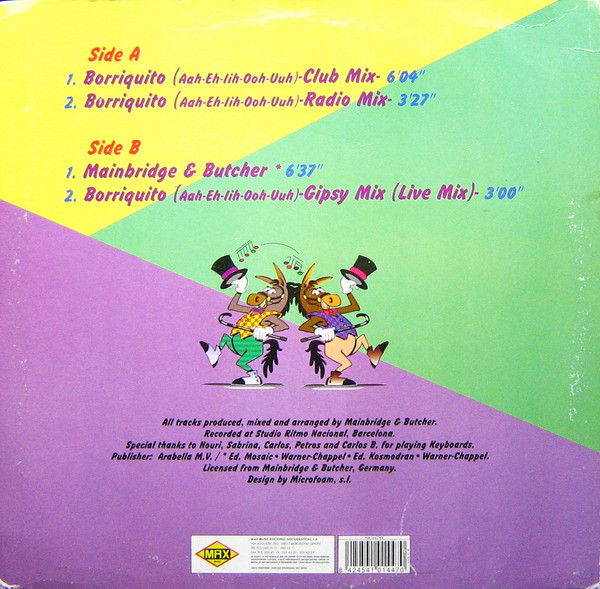 Side A
1. Borriquito (Aah-Eh-Iih-Ooh-Uuh)-Club Mix- 6'04"
2. Borriquito (Aah-Eh-Iih-Ooh-Uuh)-Radio Mix- 3'27"
Side B
1. Mainbridge & Butcher * 6'37"
2. Borriquito (Aah-Eh-Iih-Ooh-Uuh)-Gipsy Mix (Live Mix)- 3'00"
All tracks produced, mixed and arranged by Mainbridge & Butcher.
Recorded at Studio Ritmo Nacional, Barcelona.
Special thanks to Nouri, Sabrina, Carlos, Petros and Carlos B. for playing Keyboards.
Publisher: Arabella M.V. / * Ed. Mosaic * Warner-Chappel * Ed. Kosmodran * Warner-Chappel.
Licensed from Mainbridge & Butcher, Germany.
Design by Microfoam, s.l.
MAX
MUSIC
8 424541 014470